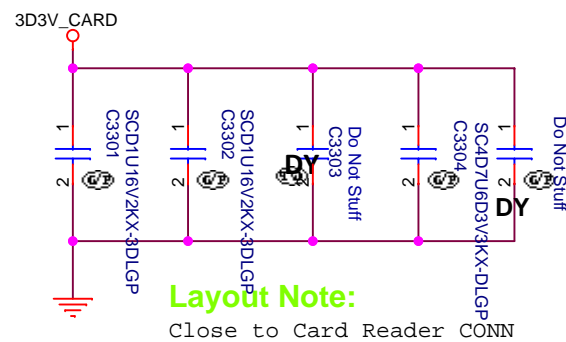 3D3V_CARD
1
2
C3301
SCD1U16V2KX-3DLGP
G/P
1
2
C3302
SCD1U16V2KX-3DLGP
G/P
1
2
C3303
Do Not Stuff
DY
1
2
C3304
SC4D7U6D3V3KX-DLGP
G/P
1
2
Do Not Stuff
G/P
DY
Layout Note:
Close to Card Reader CONN